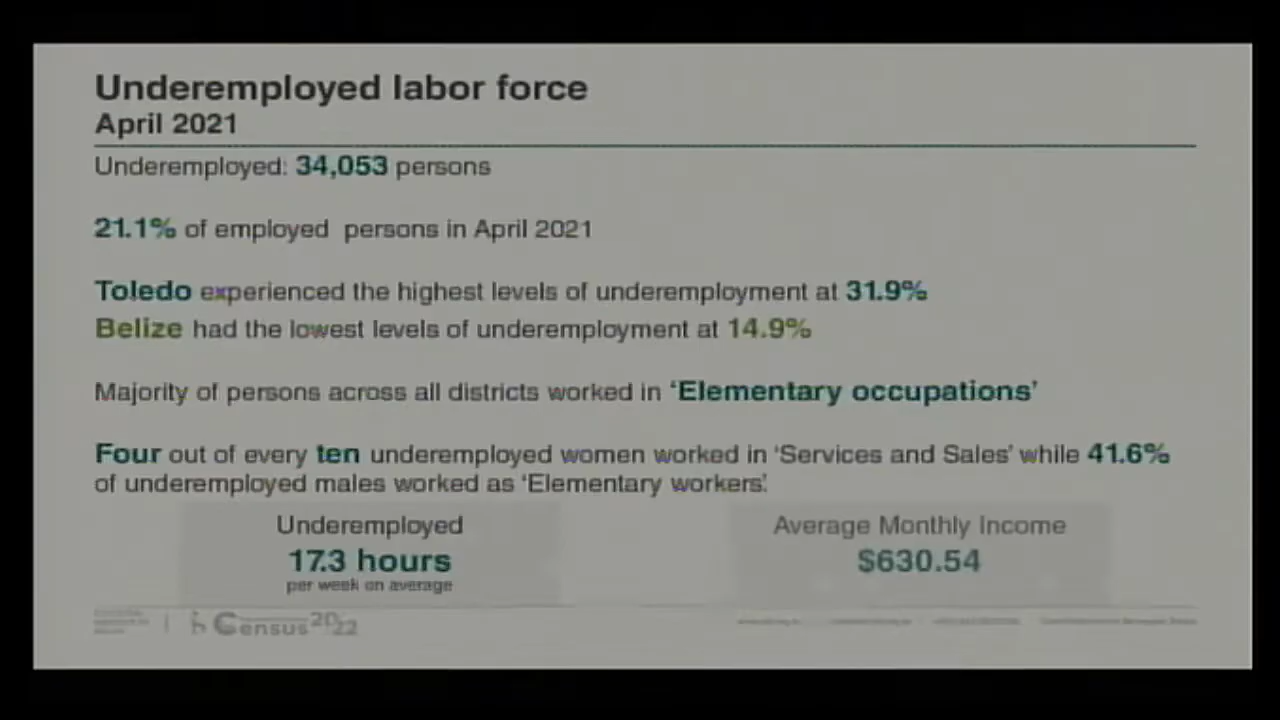 Underemployed labor force
April 2021
Underemployed: 34,053 persons
21.1% of employed persons in April 2021
Toledo experienced the highest levels of underemployment at 31.9%
Belize had the lowest levels of underemployment at 14.9%
Majority of persons across all districts worked in ‘Elementary occupations’
Four out of every ten underemployed women worked in ‘Services and Sales’ while 41.6%
of underemployed males worked as ‘Elementary workers’.
Underemployed
17.3 hours
per week on average
Average Monthly Income
$630.54
Census 2022